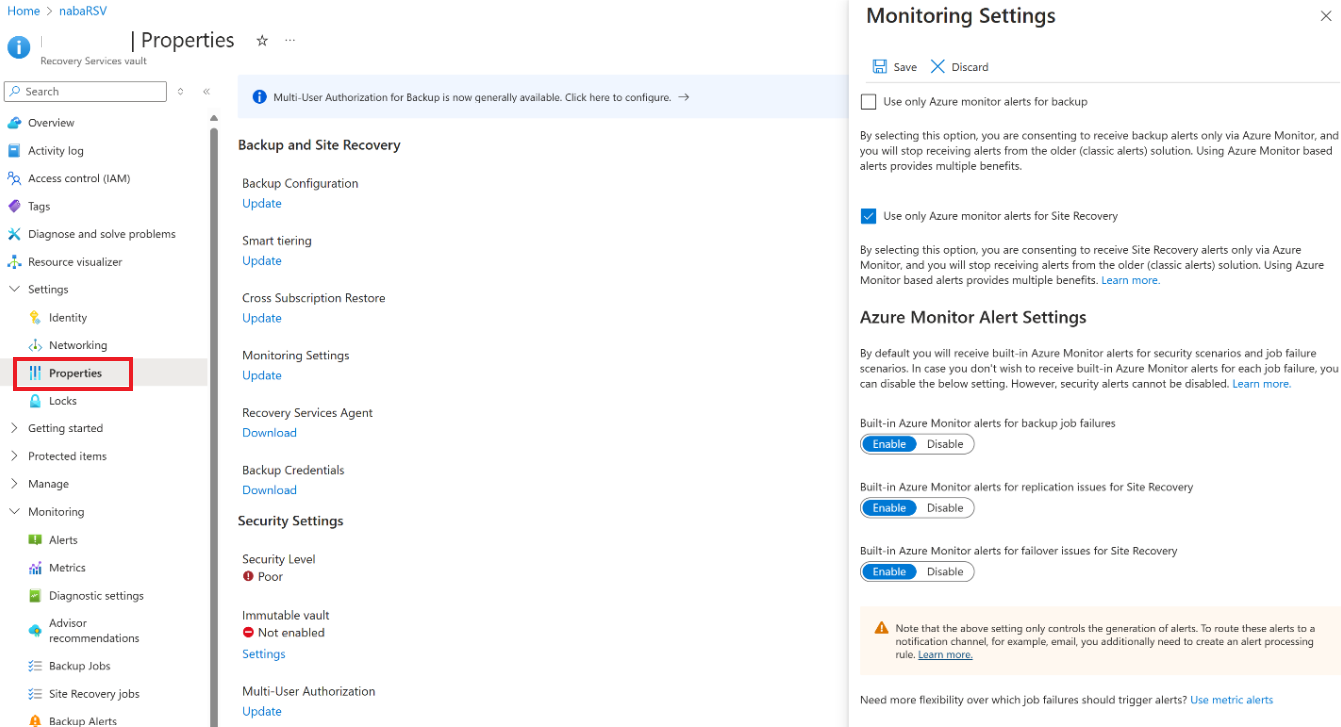 Home > nabaRSV
| Properties
Recovery Services vault
Search
Overview
Activity log
Access control (IAM)
Tags
Diagnose and solve problems
Resource visualizer
Settings
Identity
Networking
Properties
Locks
Getting started
Protected items
Manage
Monitoring
Alerts
Metrics
Diagnostic settings
Advisor
recommendations
Backup Jobs
Site Recovery jobs
Backup Alerts
Multi-User Authorization for Backup is now generally available. Click here to configure. →
Backup and Site Recovery
Backup Configuration
Update
Smart tiering
Update
Cross Subscription Restore
Update
Monitoring Settings
Update
Recovery Services Agent
Download
Backup Credentials
Download
Security Settings
Security Level
Poor
Immutable vault
Not enabled
Settings
Multi-User Authorization
Update
Monitoring Settings
Save Discard
Use only Azure monitor alerts for backup
By selecting this option, you are consenting to receive backup alerts only via Azure Monitor, and
you will stop receiving alerts from the older (classic alerts) solution. Using Azure Monitor based
alerts provides multiple benefits.
Use only Azure monitor alerts for Site Recovery
By selecting this option, you are consenting to receive Site Recovery alerts only via Azure
Monitor, and you will stop receiving alerts from the older (classic alerts) solution. Using Azure
Monitor based alerts provides multiple benefits. Learn more.
Azure Monitor Alert Settings
By default you will receive built-in Azure Monitor alerts for security scenarios and job failure
scenarios. In case you don't wish to receive built-in Azure Monitor alerts for each job failure, you
can disable the below setting. However, security alerts cannot be disabled. Learn more.
Built-in Azure Monitor alerts for backup job failures
Enable Disable
Built-in Azure Monitor alerts for replication issues for Site Recovery
Enable Disable
Built-in Azure Monitor alerts for failover issues for Site Recovery
Enable Disable
Note that the above setting only controls the generation of alerts. To route these alerts to a
notification channel, for example, email, you additionally need to create an alert processing
rule. Learn more.
Need more flexibility over which job failures should trigger alerts? Use metric alerts